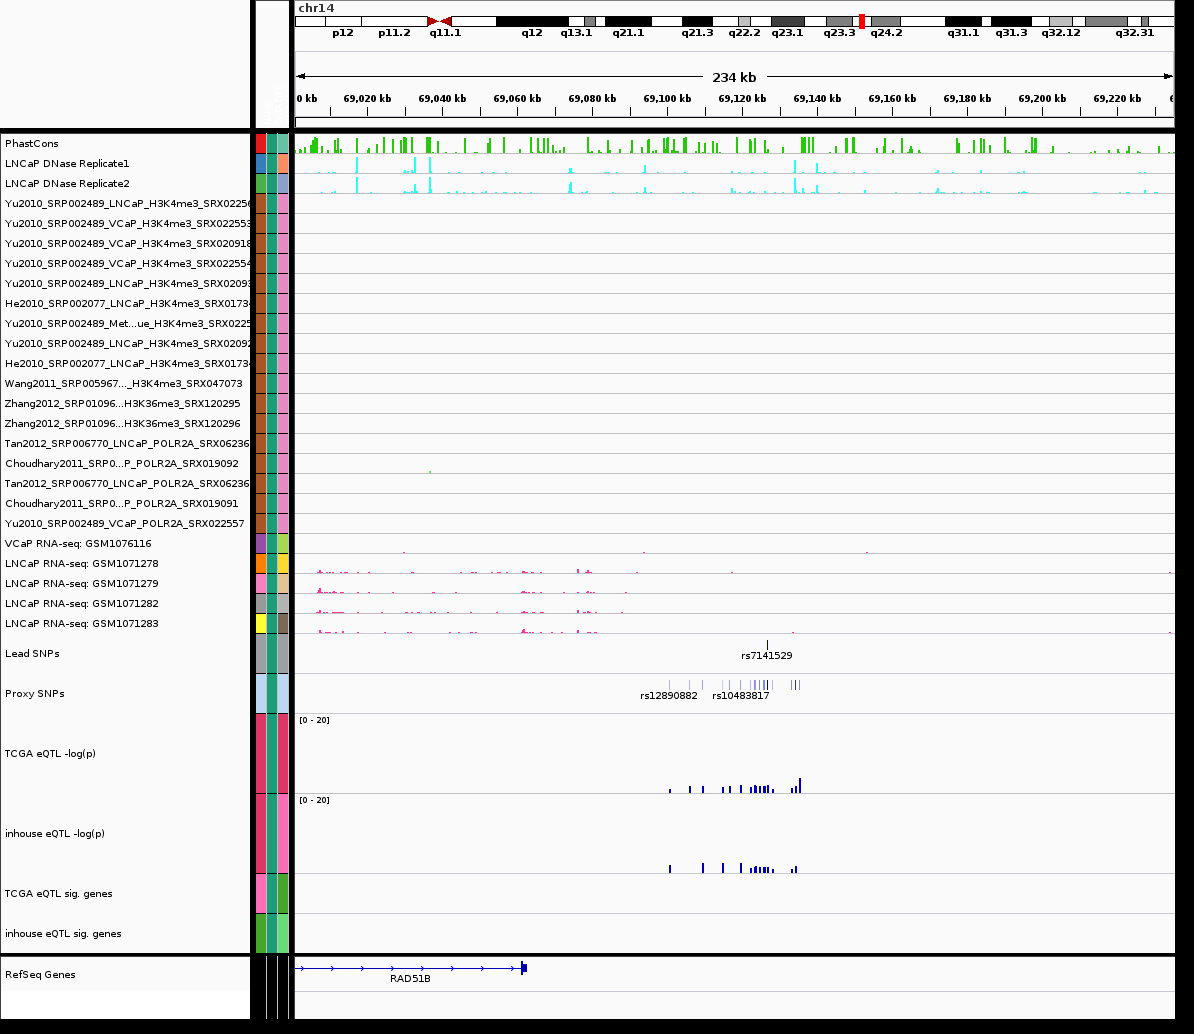 chr14
p12 p11.2 q11.1 q12 q13.1 q21.1 q21.3 q22.2 q23.1 q23.3 q24.2 q31.1 q31.3 q32.12 q32.31
234 kb
0 kb 69,020 kb 69,040 kb 69,060 kb 69,080 kb 69,100 kb 69,120 kb 69,140 kb 69,160 kb 69,180 kb 69,200 kb 69,220 kb
PhastCons
LNCaP DNase Replicate1
LNCaP DNase Replicate2
Yu2010_SRP002489_LNCaP_H3K4me3_SRX02256
Yu2010_SRP002489_VCaP_H3K4me3_SRX022553
Yu2010_SRP002489_VCaP_H3K4me3_SRX020918
Yu2010_SRP002489_VCaP_H3K4me3_SRX022554
Yu2010_SRP002489_LNCaP_H3K4me3_SRX02093
He2010_SRP002077_LNCaP_H3K4me3_SRX01734
Yu2010_SRP002489_Met...ue_H3K4me3_SRX0225
Yu2010_SRP002489_LNCaP_H3K4me3_SRX02092
He2010_SRP002077_LNCaP_H3K4me3_SRX01734
Wang2011_SRP005967..._H3K4me3_SRX047073
Zhang2012_SRP01096...H3K36me3_SRX120295
Zhang2012_SRP01096...H3K36me3_SRX120296
Tan2012_SRP006770_LNCaP_POLR2A_SRX06236
Choudhary2011_SRP0...P_POLR2A_SRX019092
Tan2012_SRP006770_LNCaP_POLR2A_SRX06236
Choudhary2011_SRP0...P_POLR2A_SRX019091
Yu2010_SRP002489_VCaP_POLR2A_SRX022557
VCaP RNA-seq: GSM1076116
LNCaP RNA-seq: GSM1071278
LNCaP RNA-seq: GSM1071279
LNCaP RNA-seq: GSM1071282
LNCaP RNA-seq: GSM1071283
Lead SNPs rs7141529
Proxy SNPs rs12890882 rs10483817
[0 - 20]
TCGA eQTL -log(p)
[0 - 20]
inhouse eQTL -log(p)
TCGA eQTL sig. genes
inhouse eQTL sig. genes
RefSeq Genes RAD51B